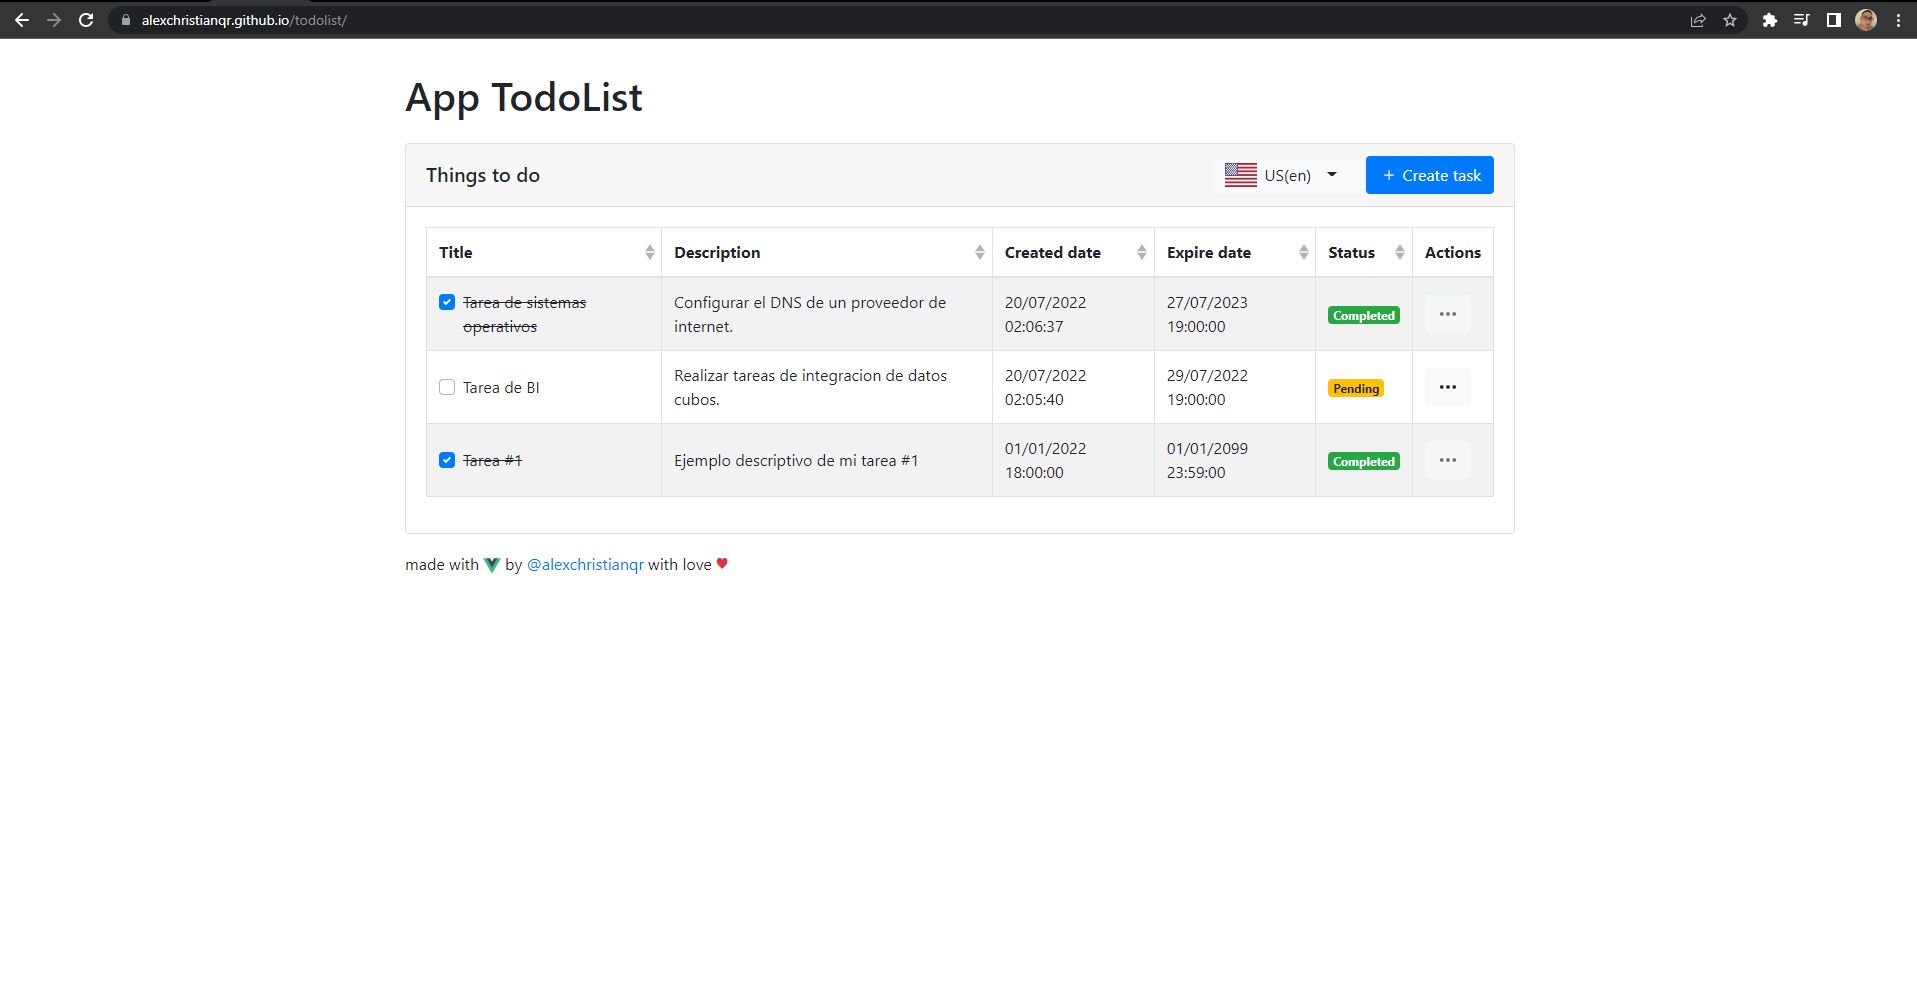 alexchristianqr.github.io/todolist/
App TodoList
Things to do
US(en)
+ Create task
Title Description Created date Expire date Status Actions
Tarea de sistemas operativos
Configurar el DNS de un proveedor de internet.
20/07/2022 02:06:37
27/07/2023 19:00:00
Completed
Tarea de BI
Realizar tareas de integracion de datos cubos.
20/07/2022 02:05:40
29/07/2022 19:00:00
Pending
Tarea #1
Ejemplo descriptivo de mi tarea #1
01/01/2022 18:00:00
01/01/2099 23:59:00
Completed
made with by @alexchristianqr with love